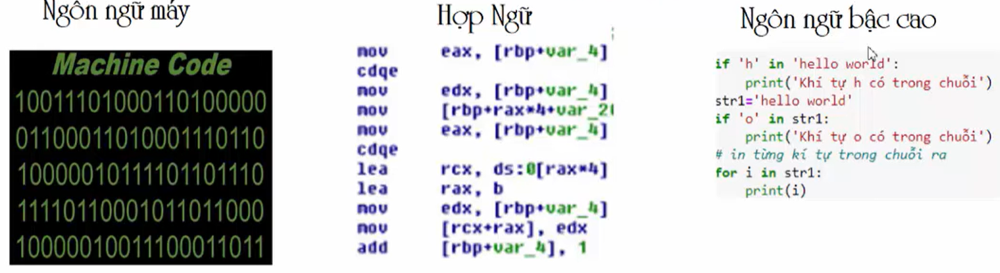 Ngôn ngữ máy
Machine Code
10011101000110100000
01100011010001110110
10000010111101101110
11110110001011011000
10000010011100011011
Hợp Ngữ
mov eax, [rbp+var_4]
cdqe
mov edx, [rbp+var_4]
mov [rbp+rax*4+var_2
mov eax, [rbp+var_4]
cdqe
lea rcx, ds:0[rax*4]
lea rax, b
mov edx, [rbp+var_4]
mov [rcx+rax], edx
add [rbp+var_4], 1
Ngôn ngữ bậc cao
if 'h' in 'hello world':
print('Khí tự h có trong chuỗi')
str1='hello world'
if 'o' in str1:
print('Khí tự o có trong chuỗi')
# in từng kí tự trong chuỗi ra
for i in str1:
print(i)